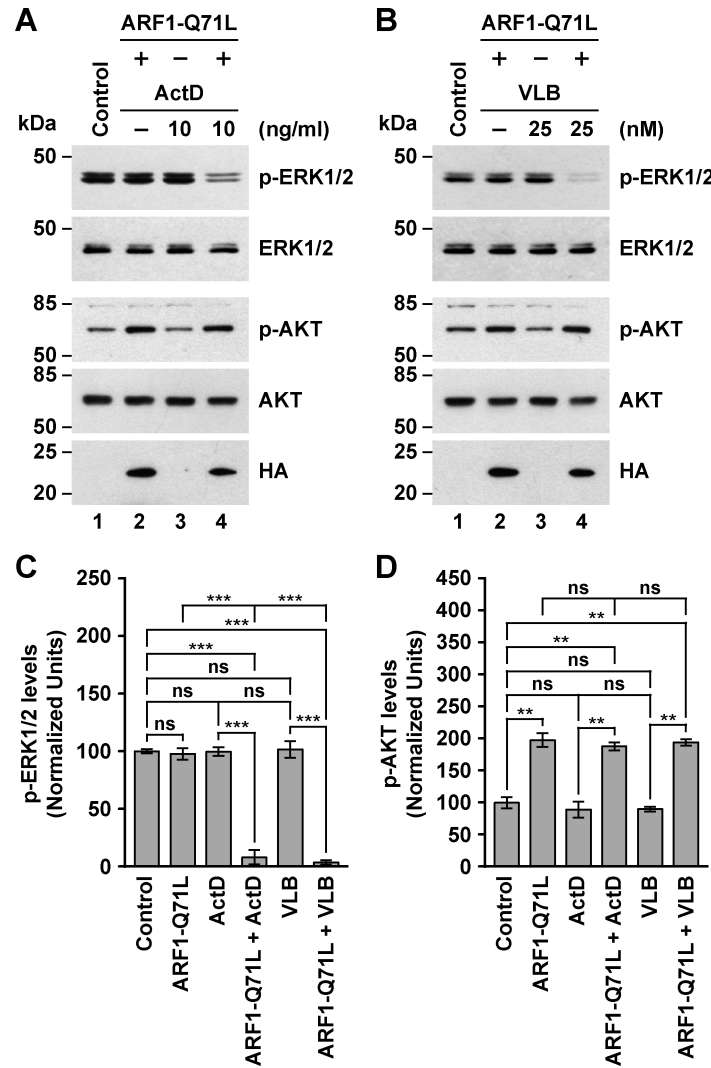 A
ARF1-Q71L
Control + – +
ActD
kDa – 10 10 (ng/ml)
50 – p-ERK1/2
50 – ERK1/2
85 –
p-AKT
50 –
85 –
AKT
50 –
25 –
HA
20 –
1 2 3 4
B
ARF1-Q71L
Control + – +
VLB
kDa – 25 25 (nM)
50 – p-ERK1/2
50 – ERK1/2
85 –
p-AKT
50 –
85 –
AKT
50 –
25 –
HA
20 –
1 2 3 4
C
p-ERK1/2 levels
(Normalized Units)
250
200
150
100
50
0
*** ***
***
***
ns
ns ns
ns *** ***
Control
ARF1-Q71L
ActD
ARF1-Q71L + ActD
VLB
ARF1-Q71L + VLB
D
p-AKT levels
(Normalized Units)
450
400
350
300
250
200
150
100
50
0
ns ns
**
**
ns
ns ns
** ** **
Control
ARF1-Q71L
ActD
ARF1-Q71L + ActD
VLB
ARF1-Q71L + VLB